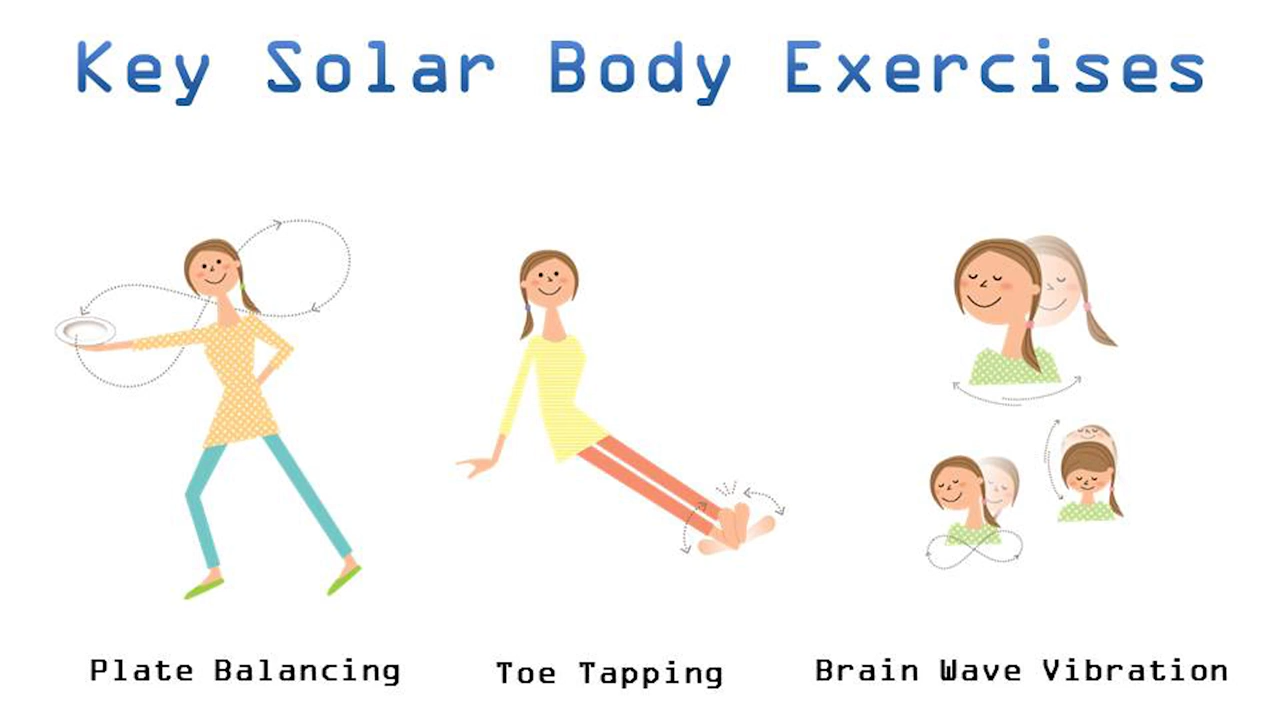 Key Solar Body Exercises
Plate Balancing
Toe Tapping
Brain Wave Vibration